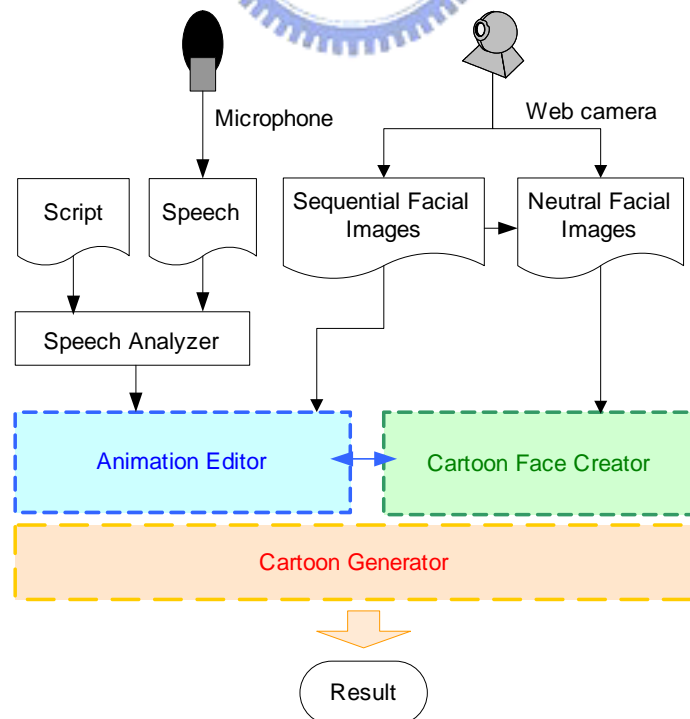 Microphone
Web camera
Script
Speech
Sequential Facial
Images
Neutral Facial
Images
Speech Analyzer
Animation Editor
Cartoon Face Creator
Cartoon Generator
Result